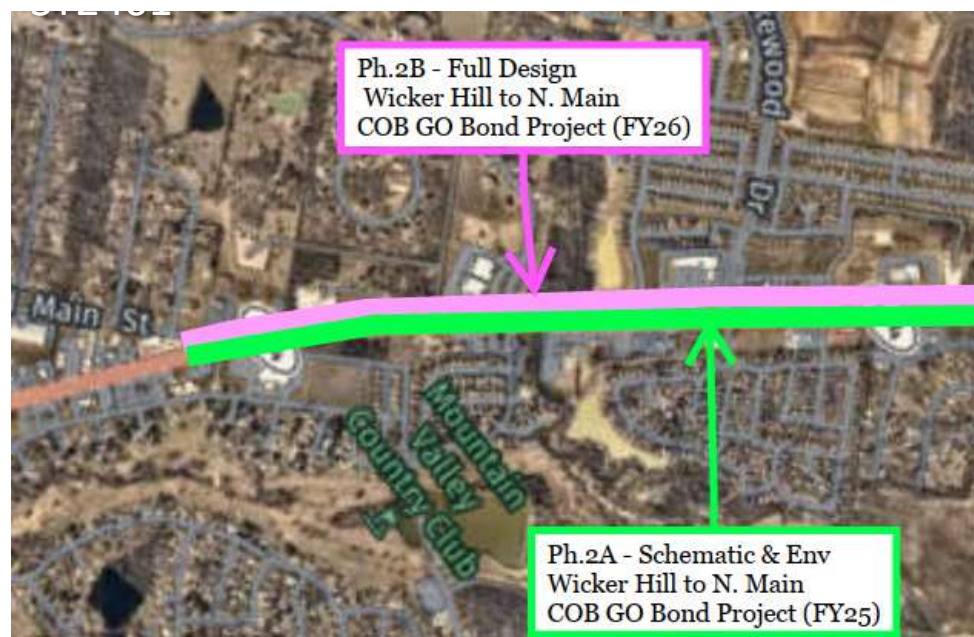 Ph.2B - Full Design
Wicker Hill to N. Main
COB GO Bond Project (FY26)
ewood
Dr
Main St
Mountain
Valley
Country Club
Ph.2A - Schematic & Env
Wicker Hill to N. Main
COB GO Bond Project (FY25)